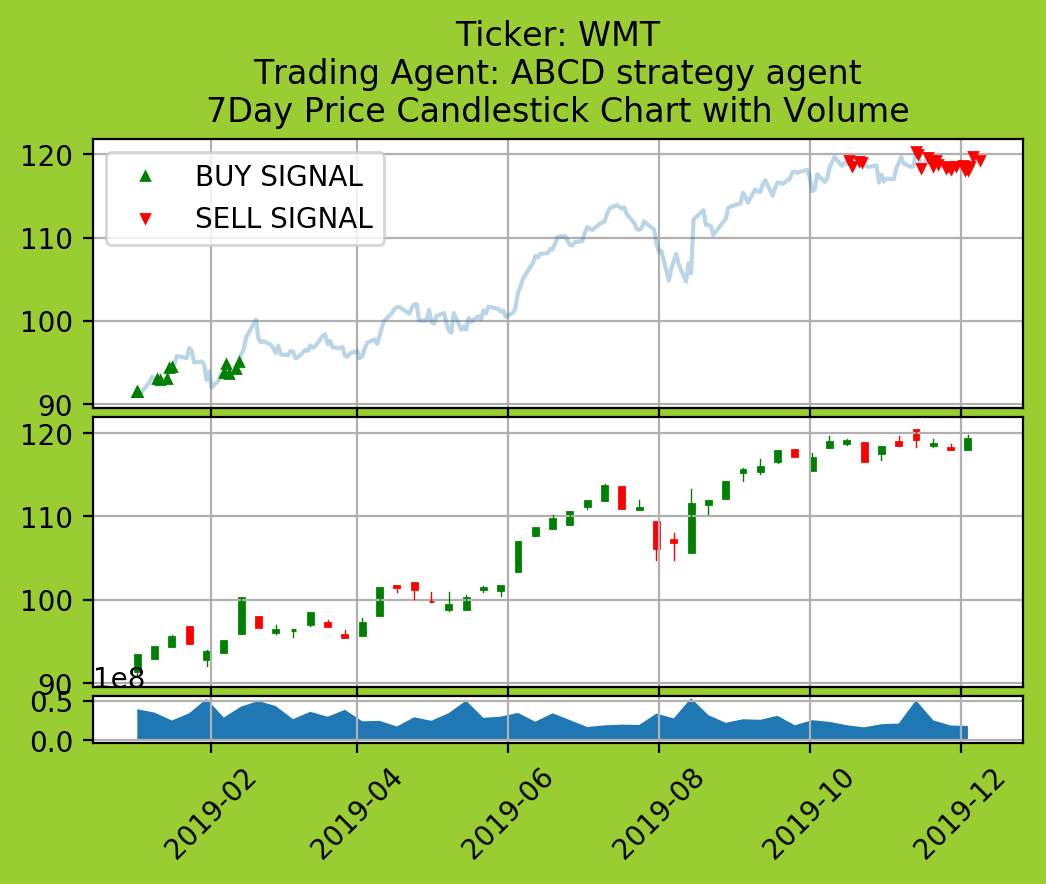 Ticker: WMT
Trading Agent: ABCD strategy agent
7Day Price Candlestick Chart with Volume
120
110
100
90
BUY SIGNAL
SELL SIGNAL
120
110
100
90
1e8
0.5
0.0
2019-02
2019-04
2019-06
2019-08
2019-10
2019-12